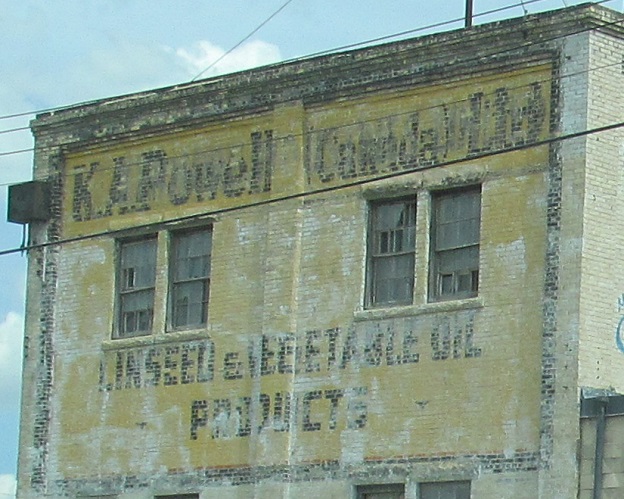 K.A. Powell (Canada) Ltd
LINSEED & VEGETABLE OIL
PRODUCTS